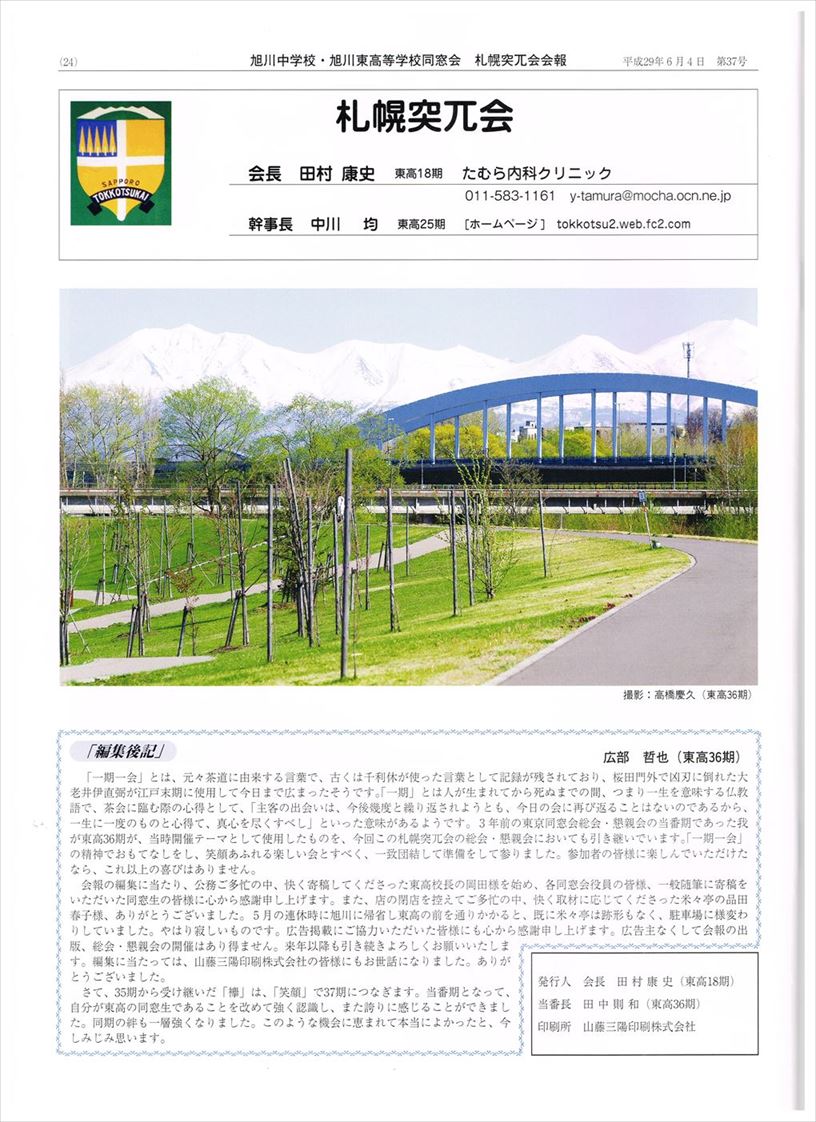 (24)
旭川中学校・旭川東高等学校同窓会　札幌突兀会会報
平成29年６月４日　第37号
札幌突兀会
SAPPORO
TOKKOTSUKAI
会長　田村 康史　東高18期　たむら内科クリニック
011-583-1161　y-tamura@mocha.ocn.ne.jp
幹事長　中川　均　東高25期　［ホームページ］　tokkotsu2.web.fc2.com
撮影：高橋慶久（東高36期）
「編集後記」
広部　哲也（東高36期）
「一期一会」とは、元々茶道に由来する言葉で、古くは千利休が使った言葉として記録が残されており、桜田門外で凶刃に倒れた大
老井伊直弼が江戸末期に使用して今日まで広まったそうです。「一期」とは人が生まれてから死ぬまでの間、つまり一生を意味する仏教
語で、茶会に臨む際の心得として、「主客の出会いは、今後幾度と繰り返されようとも、今日の会に再び返ることはないのであるから、
一生に一度のものと心得て、真心を尽くすべし」といった意味があるようです。３年前の東京同窓会総会・懇親会の当番期であった我
が東高36期が、当時開催テーマとして使用したものを、今回この札幌突兀会の総会・懇親会においても引き継いでいます。「一期一会」
の精神でおもてなしをし、笑顔あふれる楽しい会とすべく、一致団結して準備をして参りました。参加者の皆様に楽しんでいただけた
なら、これ以上の喜びはありません。
会報の編集に当たり、公務ご多忙の中、快く寄稿してくださった東高校長の岡田様を始め、各同窓会役員の皆様、一般随筆に寄稿を
いただいた同窓生の皆様に心から感謝申し上げます。また、店の閉店を控えてご多忙の中、快く取材に応じてくださった米々亭の品田
春子様、ありがとうございました。５月の連休時に旭川に帰省し東高の前を通りかかると、既に米々亭は跡形もなく、駐車場に様変わ
りしていました。やはり寂しいものです。広告掲載にご協力いただいた皆様にも心から感謝申し上げます。広告主なくして会報の出
版、総会・懇親会の開催はあり得ません。来年以降も引き続きよろしくお願いいたしま
す。編集に当たっては、山藤三陽印刷株式会社の皆様にもお世話になりました。ありが
とうございました。
さて、35期から受け継いだ「襷」は、「笑顔」で37期につなぎます。当番期となって、
自分が東高の同窓生であることを改めて強く認識し、また誇りに感じることができまし
た。同期の絆も一層強くなりました。このような機会に恵まれて本当によかったと、今
しみじみ思います。
発行人　会長　田村康史（東高18期）
当番長　田中則和（東高36期）
印刷所　山藤三陽印刷株式会社